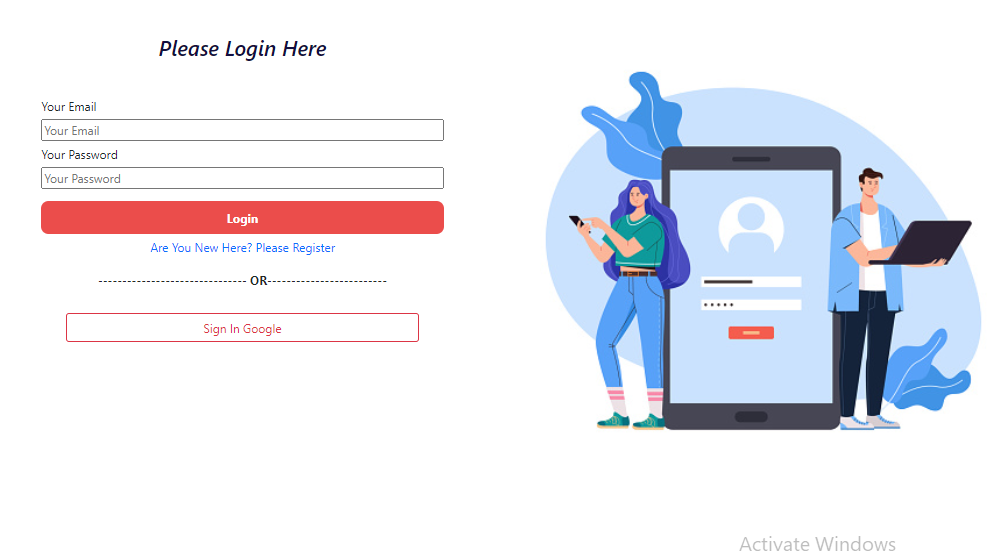 Please Login Here
Your Email
Your Email
Your Password
Your Password
Login
Are You New Here? Please Register
-------------------------------- OR--------------------------
Sign In Google
Activate Windows